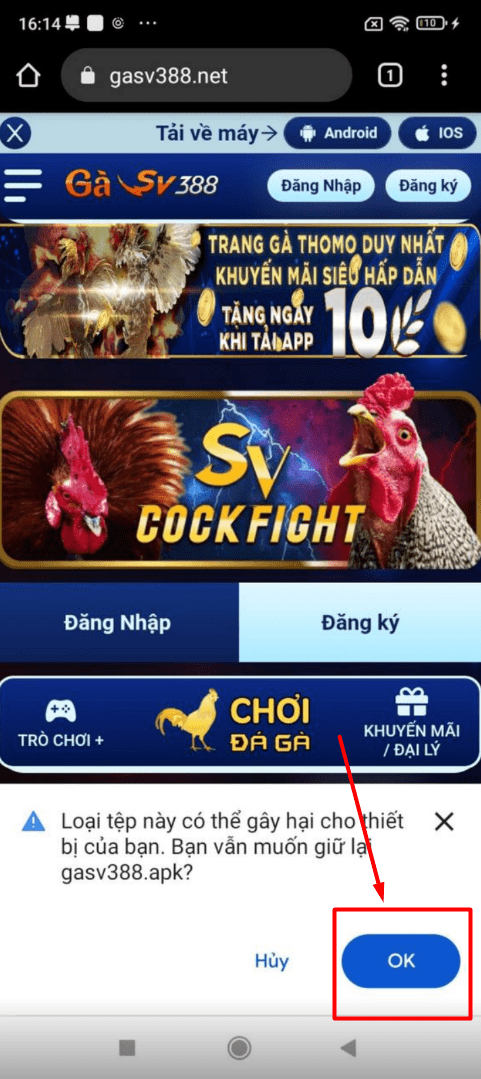 16:14
10
gasv388.net
1
X
Tải về máy→
Android
IOS
Gà SV388
Đăng Nhập
Đăng ký
TRANG GÀ THOMO DUY NHẤT
KHUYẾN MÃI SIÊU HẤP DẪN
TẶNG NGAY
KHI TẢI APP
10
SV
COCKFIGHT
Đăng Nhập
Đăng ký
TRÒ CHƠI +
CHƠI
ĐÁ GÀ
KHUYẾN MÃI
/ ĐẠI LÝ
Loại tệp này có thể gây hại cho thiết
bị của bạn. Bạn vẫn muốn giữ lại
gasv388.apk?
Hủy
OK